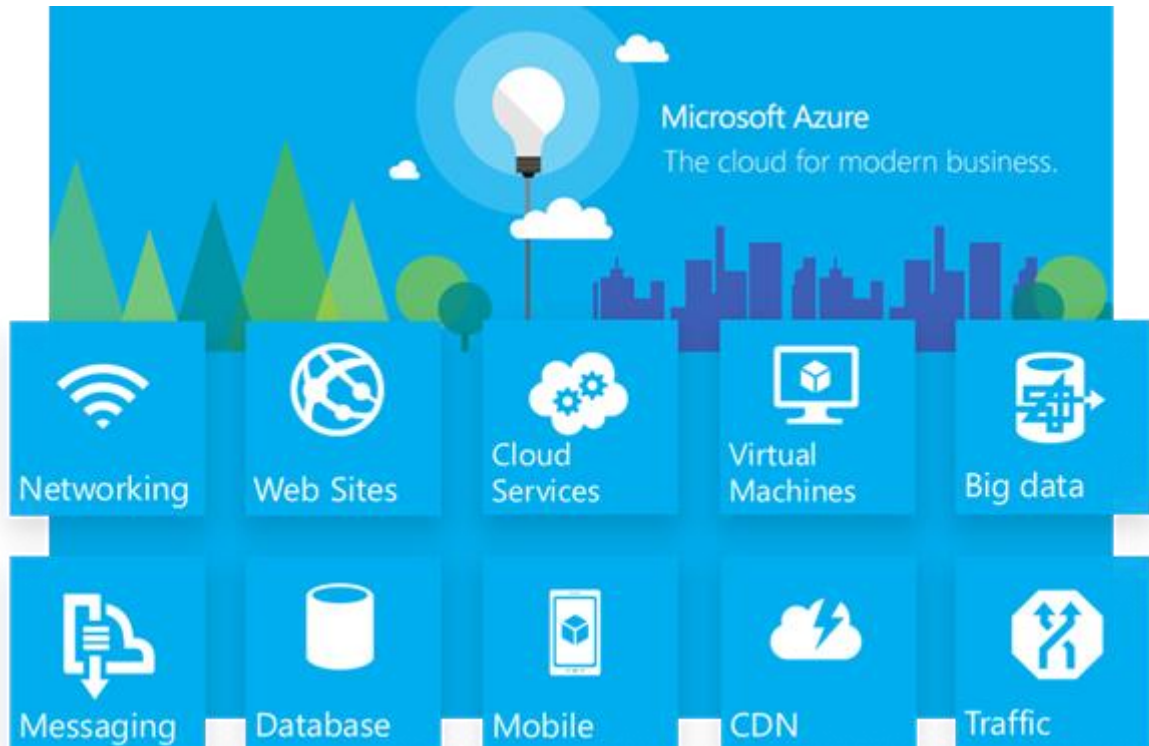 Microsoft Azure
The cloud for modern business.
Networking
Web Sites
Cloud
Services
Virtual
Machines
Big data
Messaging
Database
Mobile
CDN
Traffic